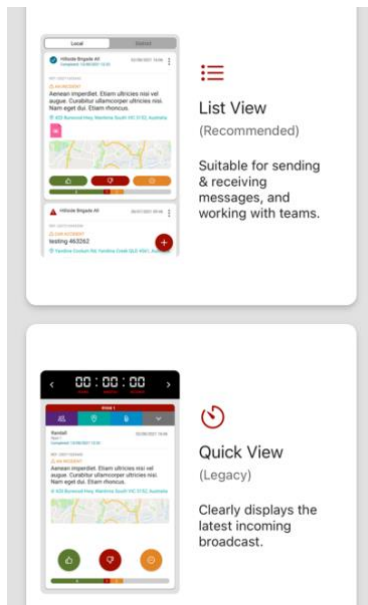 Local District
Hillside Brigade All
Aenean imperdiet. Etiam ultricies nisi vel
augue. Curabitur ullamcorper ultricies nisi.
Nam eget dui. Etiam rhoncus.
List View
(Recommended)
Suitable for sending
& receiving
messages, and
working with teams.
Hillside Brigade All
testing 463262
00 : 00 : 00
Randall
Aenean imperdiet. Etiam ultricies nisi vel
augue. Curabitur ullamcorper ultricies nisi.
Nam eget dui. Etiam rhoncus.
Quick View
(Legacy)
Clearly displays the
latest incoming
broadcast.